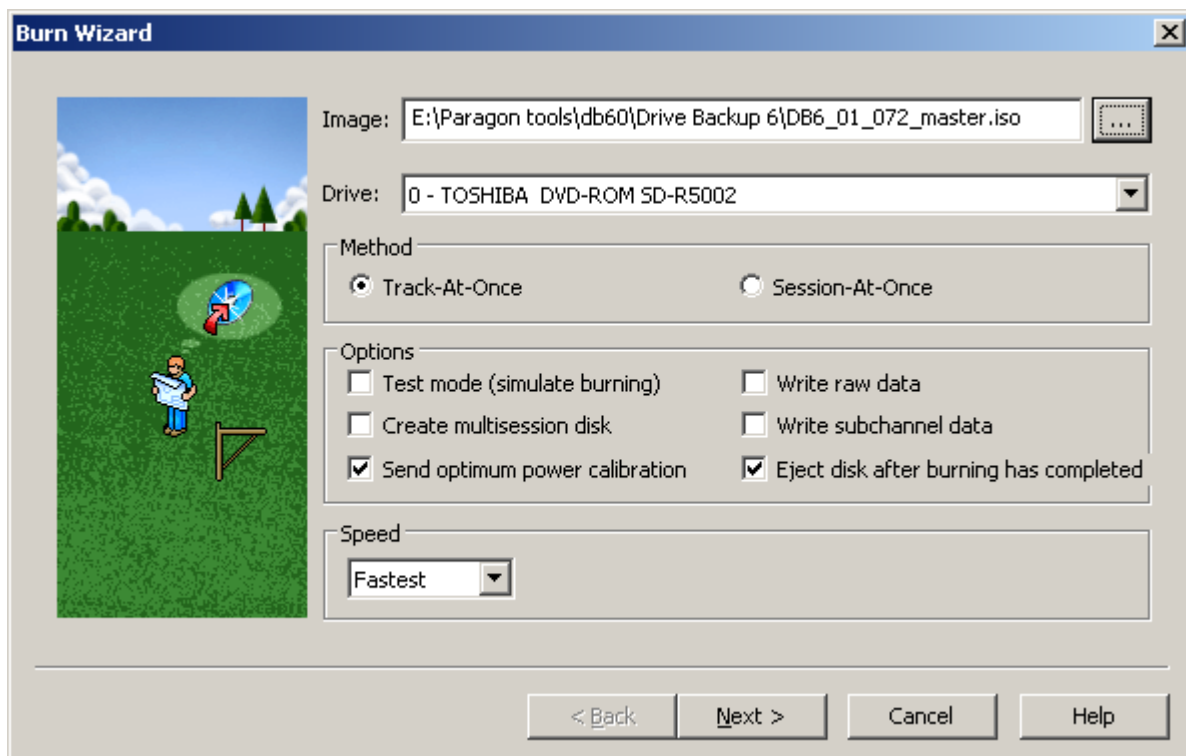 Burn Wizard
Image: E:\Paragon tools\db60\Drive Backup 6\DB6_01_072_master.iso ...
Drive: 0 - TOSHIBA DVD-ROM SD-R5002
Method
Track-At-Once Session-At-Once
Options
Test mode (simulate burning) Write raw data
Create multisession disk Write subchannel data
Send optimum power calibration Eject disk after burning has completed
Speed
Fastest
< Back Next > Cancel Help